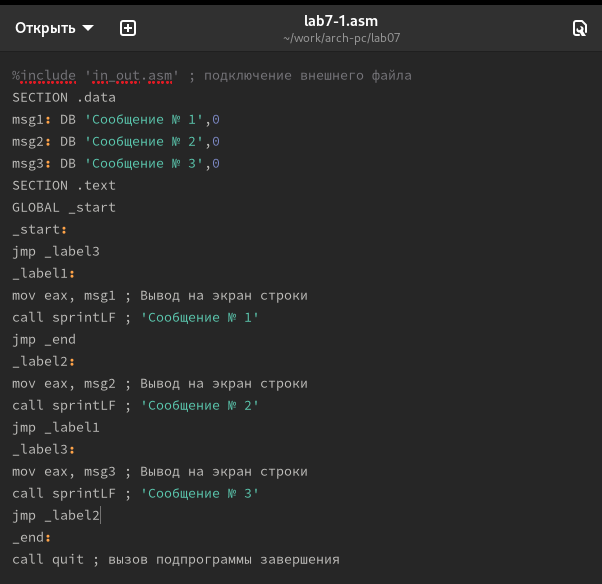 Открыть
lab7-1.asm
~/work/arch-pc/lab07
%include 'in_out.asm' ; подключение внешнего файла
SECTION .data
msg1: DB 'Сообщение № 1',0
msg2: DB 'Сообщение № 2',0
msg3: DB 'Сообщение № 3',0
SECTION .text
GLOBAL _start
_start:
jmp _label3
_label1:
mov eax, msg1 ; Вывод на экран строки
call sprintLF ; 'Сообщение № 1'
jmp _end
_label2:
mov eax, msg2 ; Вывод на экран строки
call sprintLF ; 'Сообщение № 2'
jmp _label1
_label3:
mov eax, msg3 ; Вывод на экран строки
call sprintLF ; 'Сообщение № 3'
jmp _label2
_end:
call quit ; вызов подпрограммы завершения